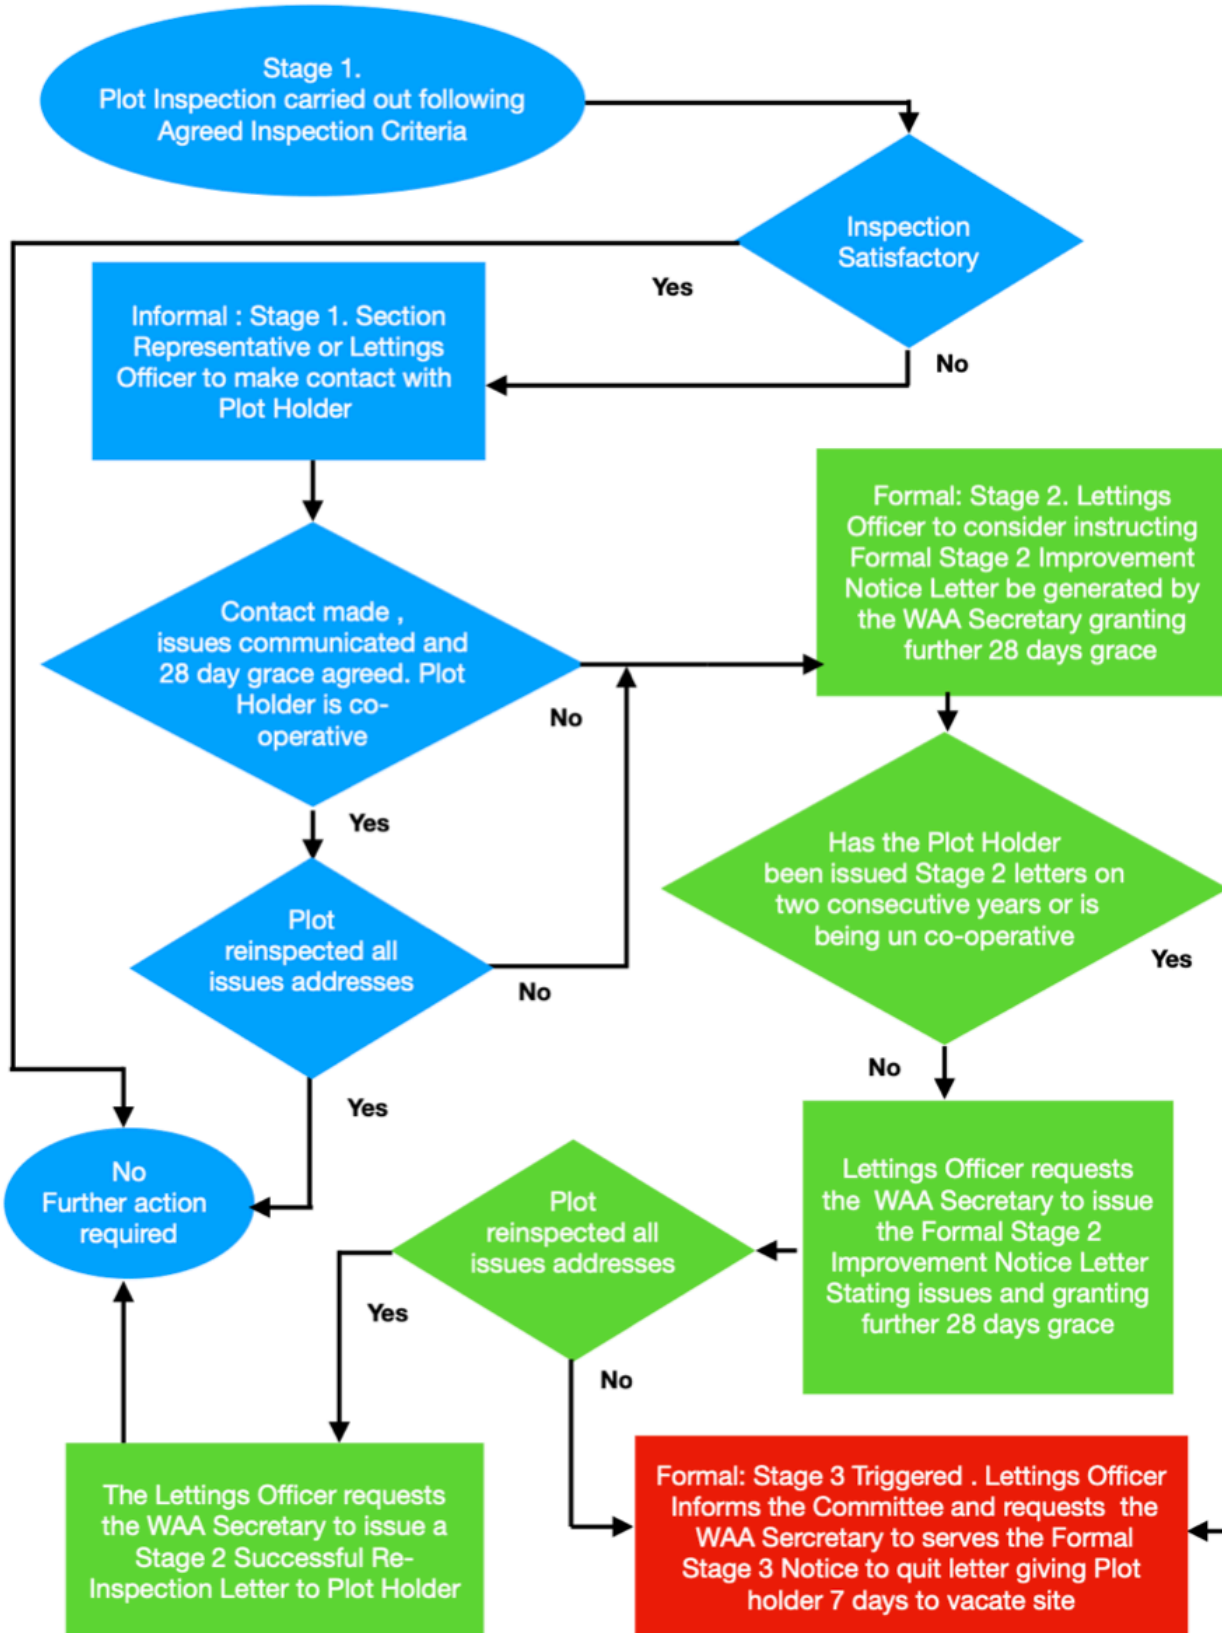 Stage 1.
Plot Inspection carried out following
Agreed Inspection Criteria
Inspection
Satisfactory
Yes
No
Informal : Stage 1. Section
Representative or Lettings
Officer to make contact with
Plot Holder
Formal: Stage 2. Lettings
Officer to consider instructing
Formal Stage 2 Improvement
Notice Letter be generated by
the WAA Secretary granting
further 28 days grace
Contact made ,
issues communicated and
28 day grace agreed. Plot
Holder is co-
operative
No
Yes
Has the Plot Holder
been issued Stage 2 letters on
two consecutive years or is
being un co-operative
Yes
No
Plot
reinspected all
issues addresses
No
Yes
No
Further action
required
Lettings Officer requests
the WAA Secretary to issue
the Formal Stage 2
Improvement Notice Letter
Stating issues and granting
further 28 days grace
Plot
reinspected all
issues addresses
Yes
No
The Lettings Officer requests
the WAA Secretary to issue a
Stage 2 Successful Re-
Inspection Letter to Plot Holder
Formal: Stage 3 Triggered . Lettings Officer
Informs the Committee and requests the
WAA Sercretary to serves the Formal
Stage 3 Notice to quit letter giving Plot
holder 7 days to vacate site